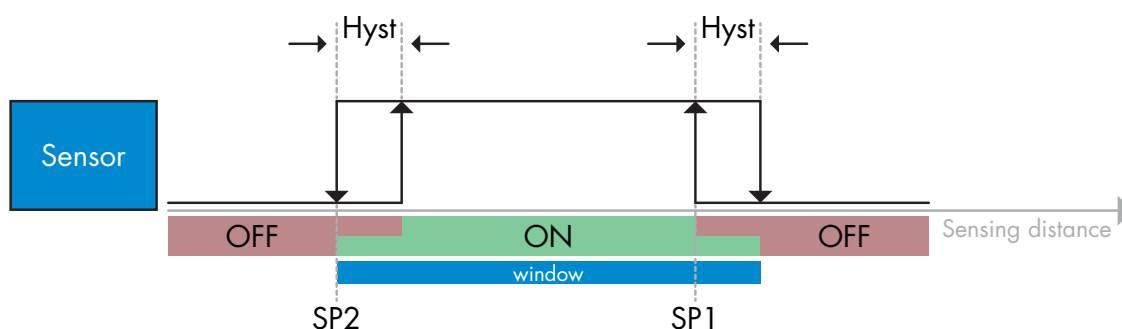 Hyst
Hyst
Sensor
OFF
ON
OFF
Sensing distance
window
SP2
SP1